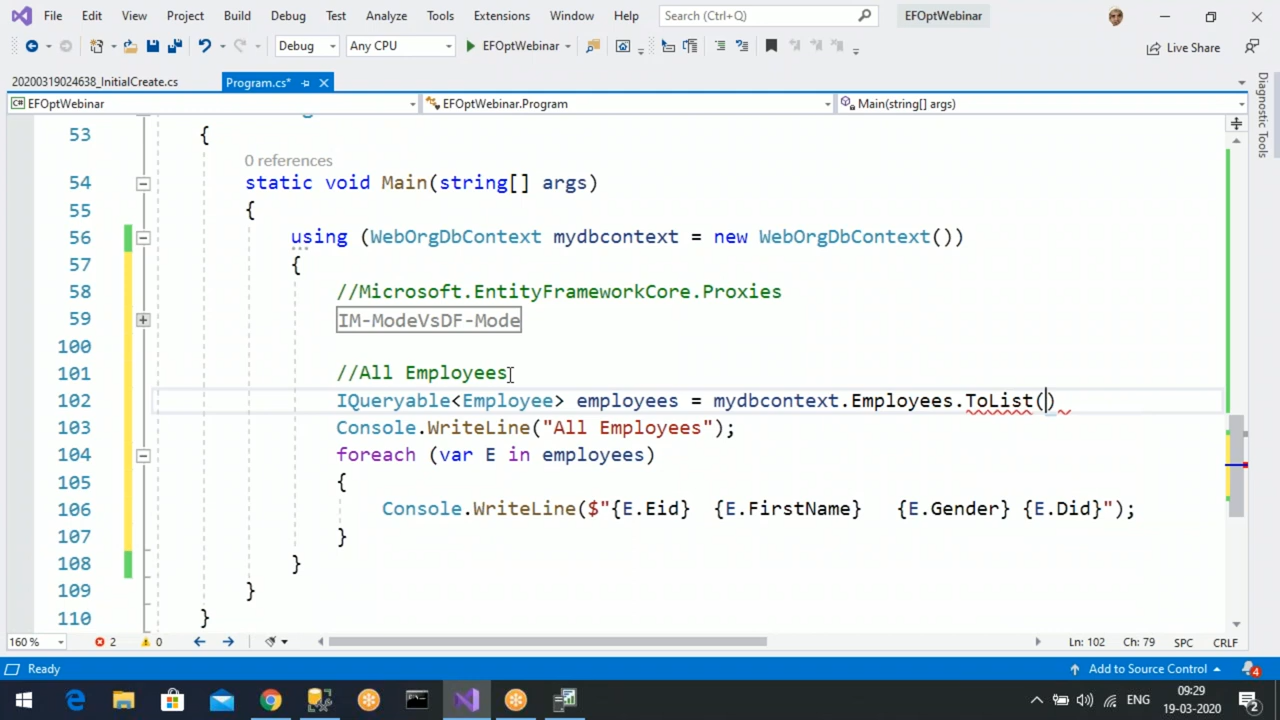 File Edit View Project Build Debug Test Analyze Tools Extensions Window Help Search (Ctrl+Q) EFOptWebinar
Debug Any CPU EFOptWebinar Live Share
20200319024638_InitialCreate.cs Program.cs*
EFOptWebinar EFOptWebinar.Program Main(string[] args)
Diagnostic Tools
53 {
0 references
54 static void Main(string[] args)
55 {
56 using (WebOrgDbContext mydbcontext = new WebOrgDbContext())
57 {
58 //Microsoft.EntityFrameworkCore.Proxies
59 IM-ModeVsDF-Mode
100
101 //All Employees
102 IQueryable<Employee> employees = mydbcontext.Employees.ToList()
103 Console.WriteLine("All Employees");
104 foreach (var E in employees)
105 {
106 Console.WriteLine($"{E.Eid}  {E.FirstName}   {E.Gender} {E.Did}");
107 }
108 }
109 }
110 }
160 % 2 0 Ln: 102 Ch: 79 SPC CRLF
Ready Add to Source Control 4
ENG 09:29 19-03-2020 2